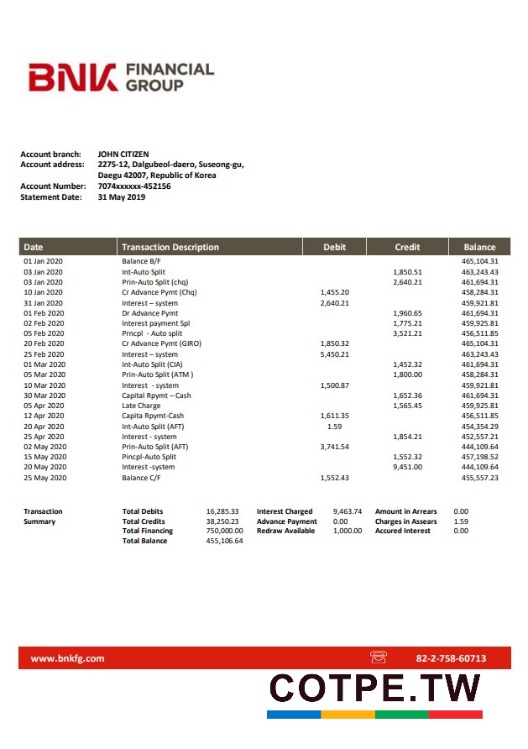 BNK FINANCIAL
GROUP
Account branch: JOHN CITIZEN
Account address: 2275-12, Dalgubeol-daero, Suseong-gu,
Daegu 42007, Republic of Korea
Account Number: 7074xxxxxx-452156
Statement Date: 31 May 2019
Date Transaction Description Debit Credit Balance
01 Jan 2020 Balance B/F 465,104.31
03 Jan 2020 Int-Auto Split 1,850.51 463,243.43
03 Jan 2020 Prin-Auto Split (chq) 2,640.21 461,694.31
10 Jan 2020 Cr Advance Pymt (Chq) 1,455.20 458,284.31
31 Jan 2020 Interest – system 2,640.21 459,921.81
01 Feb 2020 Dr Advance Pymt 1,960.65 461,694.31
02 Feb 2020 Interest payment Spl 1,775.21 459,925.81
05 Feb 2020 Prncpl - Auto split 3,521.21 456,511.85
20 Feb 2020 Cr Advance Pymt (GIRO) 1,850.32 465,104.31
25 Feb 2020 Interest – system 5,450.21 463,243.43
01 Mar 2020 Int-Auto Split (CIA) 1,452.32 461,694.31
05 Mar 2020 Prin-Auto Split (ATM ) 1,800.00 458,284.31
10 Mar 2020 Interest - system 1,500.87 459,921.81
30 Mar 2020 Capital Rpymt – Cash 1,652.36 461,694.31
05 Apr 2020 Late Charge 1,565.45 459,925.81
12 Apr 2020 Capita Rpymt-Cash 1,611.35 456,511.85
20 Apr 2020 Int-Auto Split (AFT) 1.59 454,354.29
25 Apr 2020 Interest - system 1,854.21 452,557.21
02 May 2020 Prin-Auto Split (AFT) 3,741.54 444,109.64
15 May 2020 Pincpl-Auto Split 1,552.32 457,198.52
20 May 2020 Interest -system 9,451.00 444,109.64
25 May 2020 Balance C/F 1,552.43 455,557.23
Transaction Total Debits 16,285.33 Interest Charged 9,463.74 Amount in Arrears 0.00
Summary Total Credits 38,250.23 Advance Payment 0.00 Charges in Assears 1.59
Total Financing 750,000.00 Redraw Available 1,000.00 Accured Interest 0.00
Total Balance 455,106.64
www.bnkfg.com 82-2-758-60713
COTPE.TW